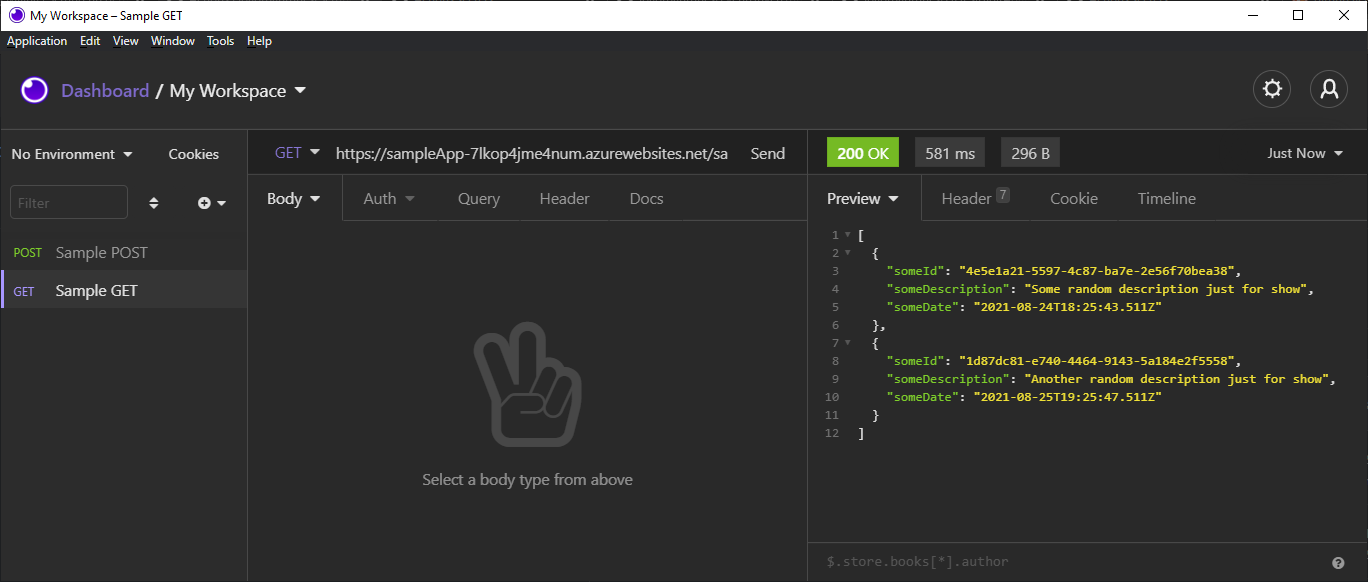 My Workspace – Sample GET
Application Edit View Window Tools Help
Dashboard / My Workspace
No Environment Cookies
GET https://sampleApp-7lkop4jme4num.azurewebsites.net/sa Send
200 OK 581 ms 296 B Just Now
Filter
Body Auth Query Header Docs
Preview Header 7 Cookie Timeline
POST Sample POST
GET Sample GET
Select a body type from above
1 [
2 {
3 "someId": "4e5e1a21-5597-4c87-ba7e-2e56f70bea38",
4 "someDescription": "Some random description just for show",
5 "someDate": "2021-08-24T18:25:43.511Z"
6 },
7 {
8 "someId": "1d87dc81-e740-4464-9143-5a184e2f5558",
9 "someDescription": "Another random description just for show",
10 "someDate": "2021-08-25T19:25:47.511Z"
11 }
12 ]
$.store.books[*].author ?